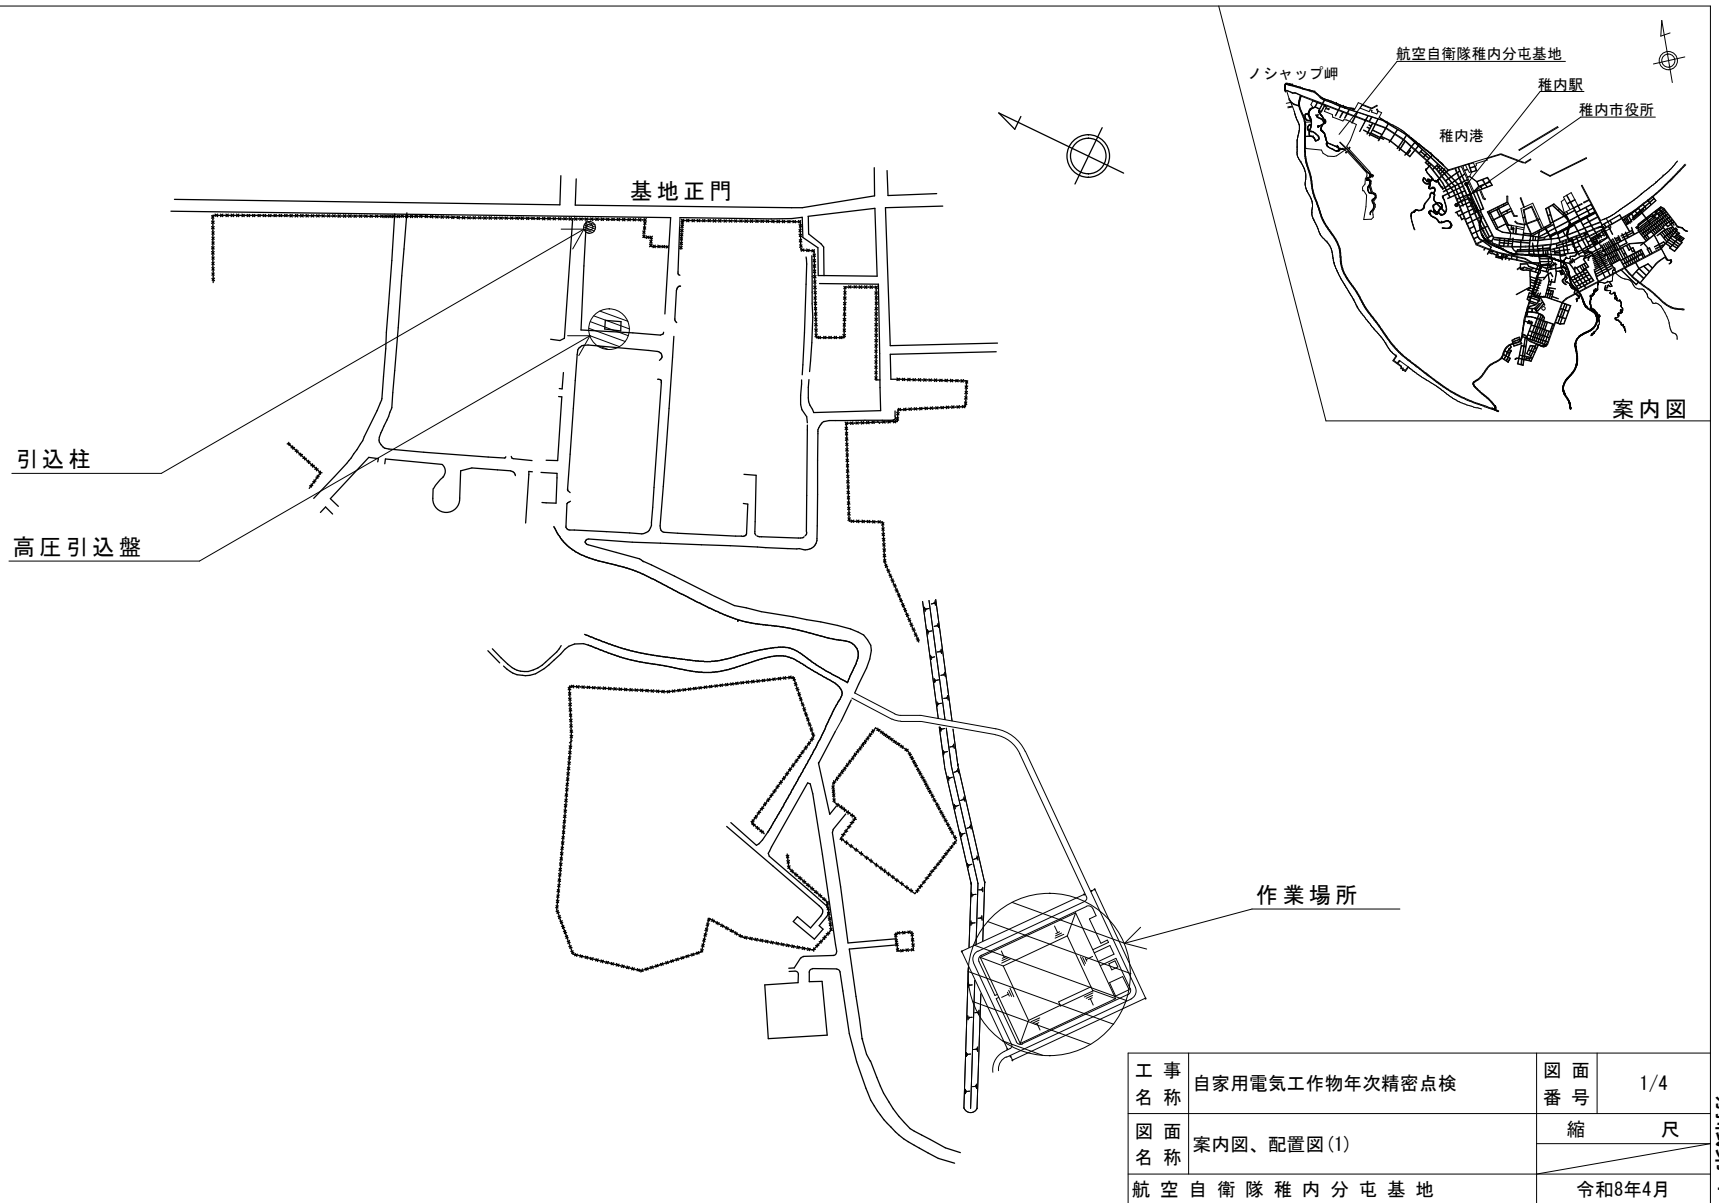 航空自衛隊稚内分屯基地
ノシャップ岬
稚内駅
稚内市役所
稚内港
案内図
基地正門
引込柱
高圧引込盤
作業場所
工事名称 自家用電気工作物年次精密点検 図面番号 1/4
図面名称 案内図、配置図(1) 縮尺
航空自衛隊稚内分屯基地 令和8年4月